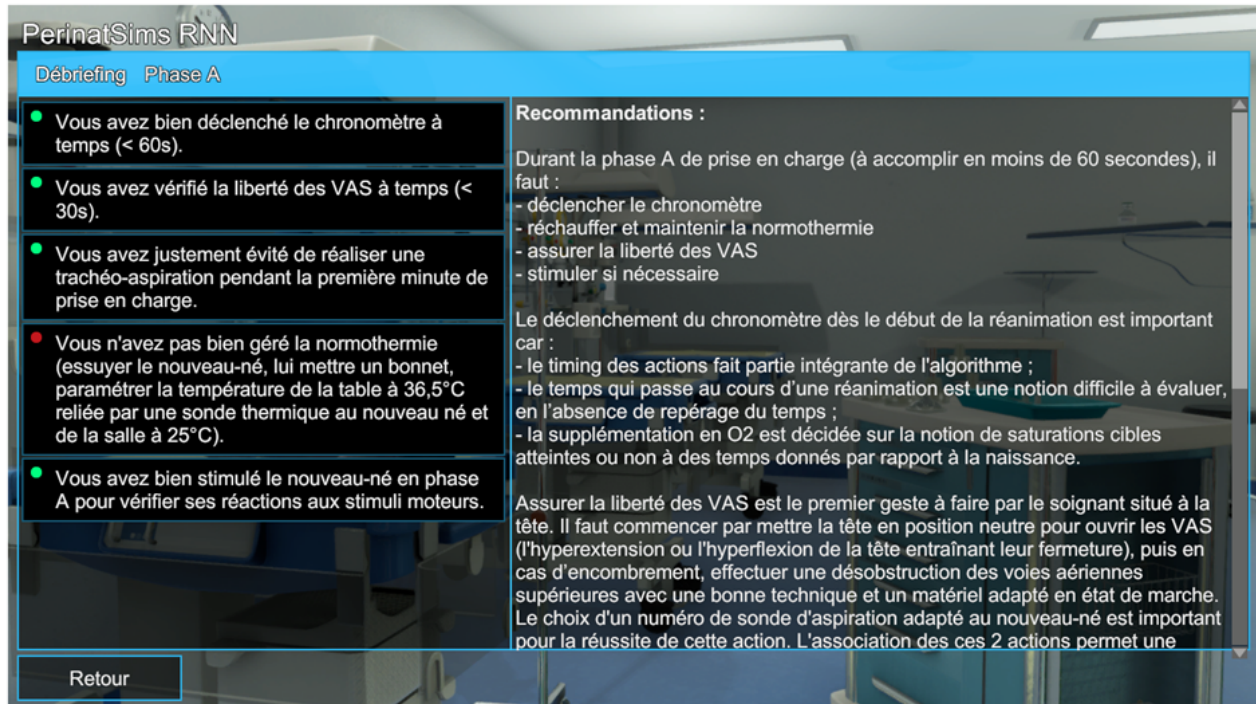 PerinatSims RNN
Débriefing Phase A
Vous avez bien déclenché le chronomètre à
temps (< 60s).
Vous avez vérifié la liberté des VAS à temps (<
30s).
Vous avez justement évité de réaliser une
trachéo-aspiration pendant la première minute de
prise en charge.
Vous n'avez pas bien géré la normothermie
(essuyer le nouveau-né, lui mettre un bonnet,
paramétrer la température de la table à 36,5°C
reliée par une sonde thermique au nouveau né et
de la salle à 25°C).
Vous avez bien stimulé le nouveau-né en phase
A pour vérifier ses réactions aux stimuli moteurs.
Recommandations :
Durant la phase A de prise en charge (à accomplir en moins de 60 secondes), il
faut :
- déclencher le chronomètre
- réchauffer et maintenir la normothermie
- assurer la liberté des VAS
- stimuler si nécessaire
Le déclenchement du chronomètre dès le début de la réanimation est important
car :
- le timing des actions fait partie intégrante de l'algorithme ;
- le temps qui passe au cours d'une réanimation est une notion difficile à évaluer,
en l'absence de repérage du temps ;
- la supplémentation en O2 est décidée sur la notion de saturations cibles
atteintes ou non à des temps donnés par rapport à la naissance.
Assurer la liberté des VAS est le premier geste à faire par le soignant situé à la
tête. Il faut commencer par mettre la tête en position neutre pour ouvrir les VAS
(l'hyperextension ou l'hyperflexion de la tête entraînant leur fermeture), puis en
cas d'encombrement, effectuer une désobstruction des voies aériennes
supérieures avec une bonne technique et un matériel adapté en état de marche.
Le choix d'un numéro de sonde d'aspiration adapté au nouveau-né est important
pour la réussite de cette action. L'association des ces 2 actions permet une
Retour